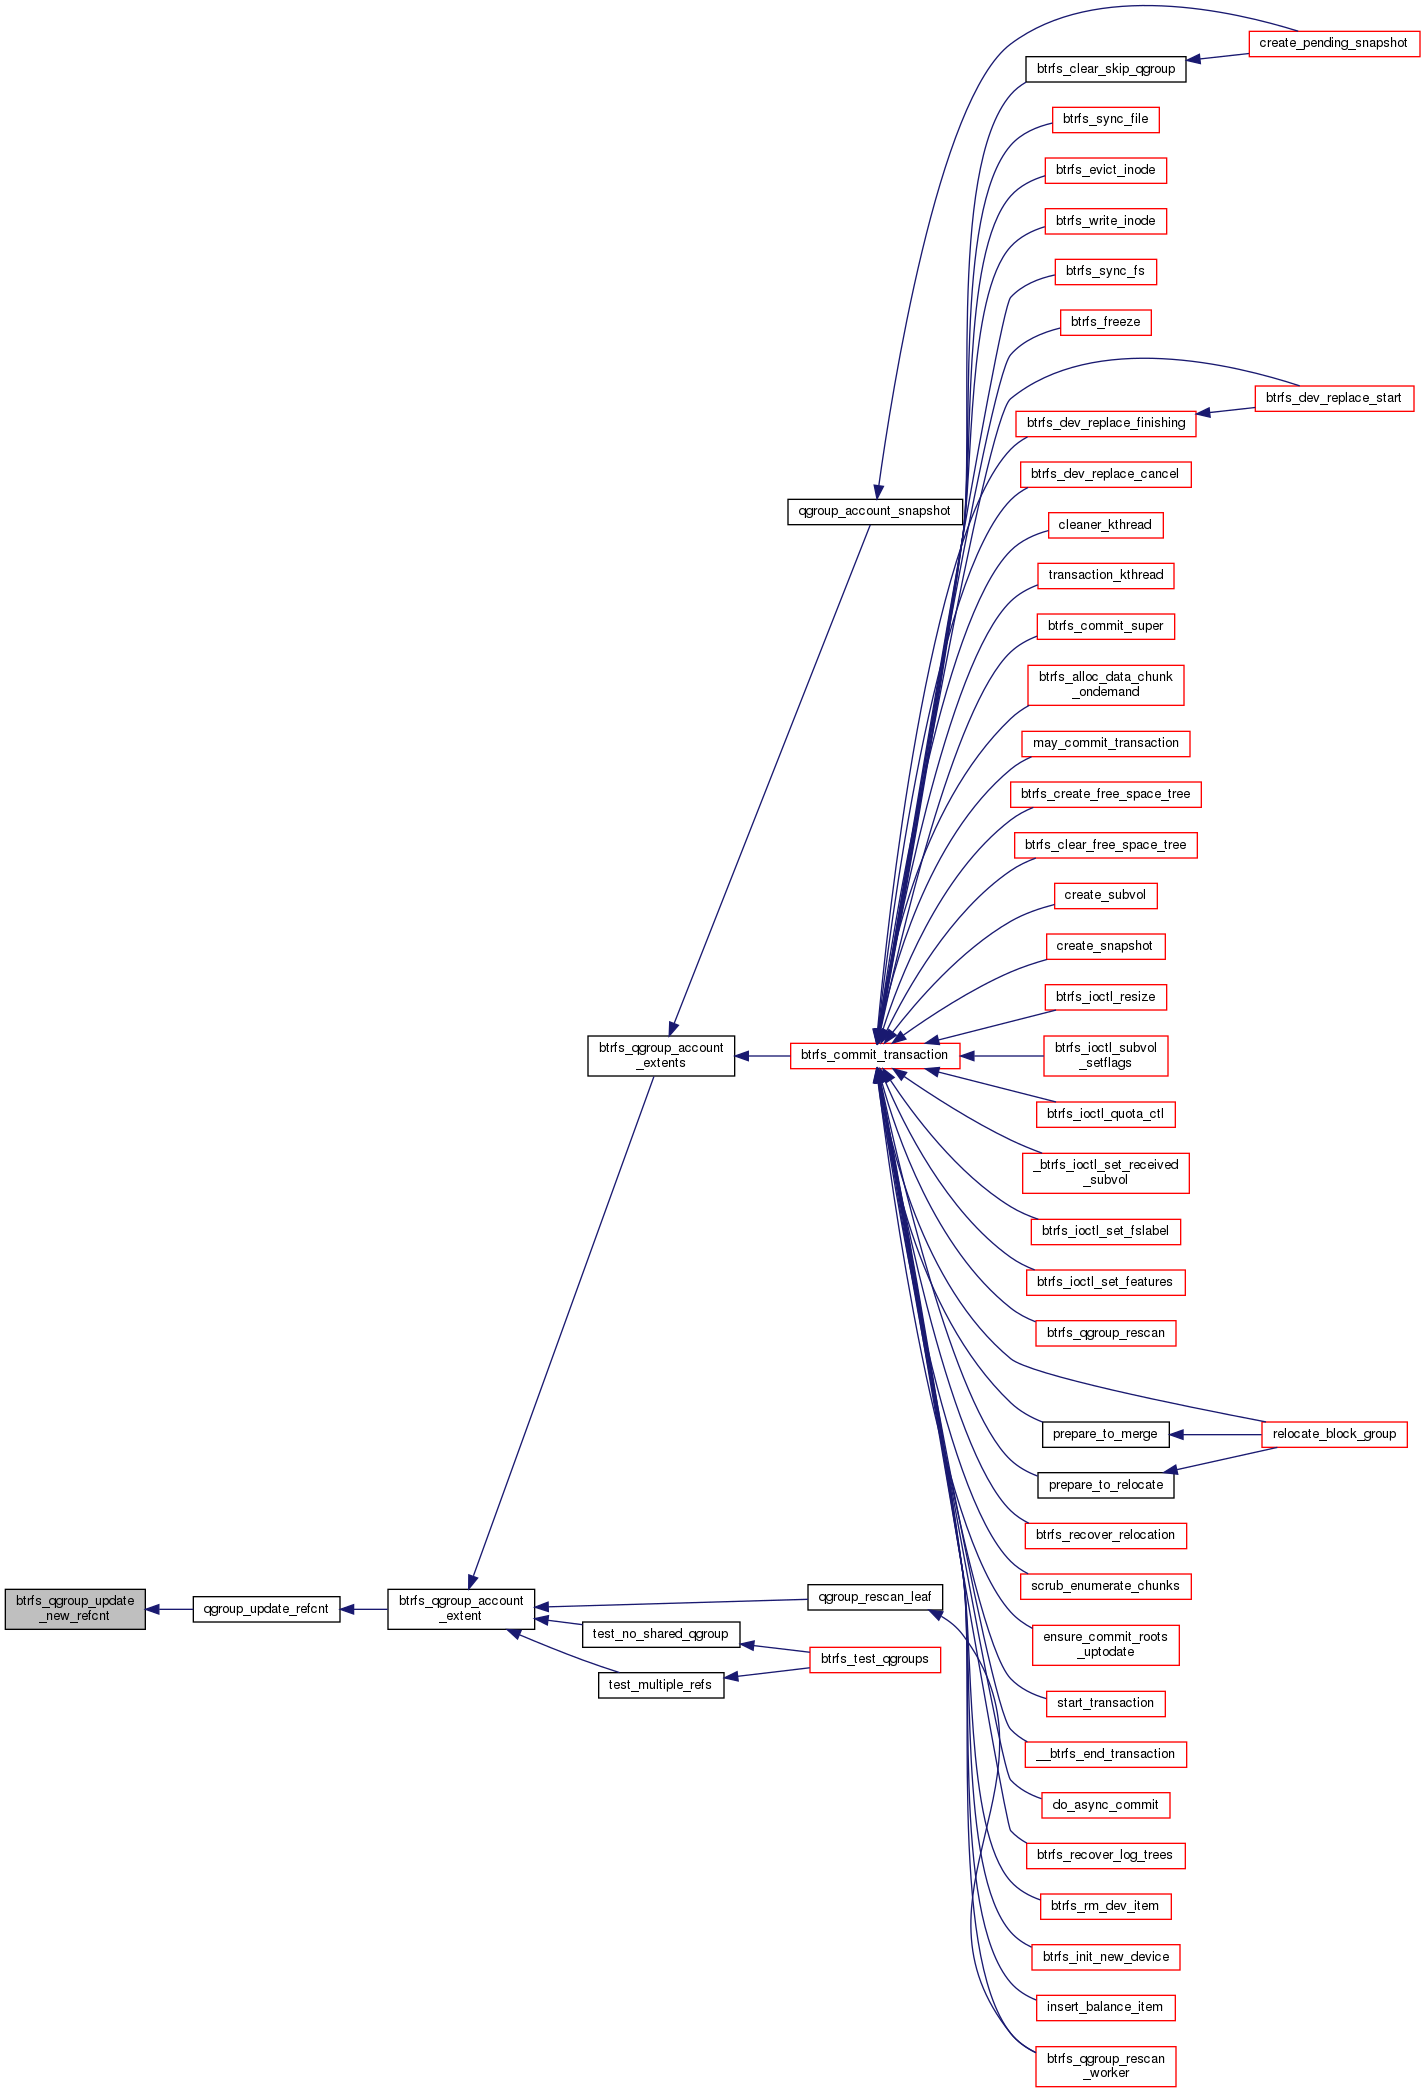 create_pending_snapshot
btrfs_clear_skip_qgroup
btrfs_sync_file
btrfs_evict_inode
btrfs_write_inode
btrfs_sync_fs
btrfs_freeze
btrfs_dev_replace_start
btrfs_dev_replace_finishing
btrfs_dev_replace_cancel
qgroup_account_snapshot
cleaner_kthread
transaction_kthread
btrfs_commit_super
btrfs_alloc_data_chunk
_ondemand
may_commit_transaction
btrfs_create_free_space_tree
btrfs_clear_free_space_tree
create_subvol
create_snapshot
btrfs_ioctl_resize
btrfs_qgroup_account
_extents
btrfs_commit_transaction
btrfs_ioctl_subvol
_setflags
btrfs_ioctl_quota_ctl
_btrfs_ioctl_set_received
_subvol
btrfs_ioctl_set_fslabel
btrfs_ioctl_set_features
btrfs_qgroup_rescan
prepare_to_merge
relocate_block_group
prepare_to_relocate
btrfs_recover_relocation
scrub_enumerate_chunks
btrfs_qgroup_update
_new_refcnt
qgroup_update_refcnt
btrfs_qgroup_account
_extent
qgroup_rescan_leaf
test_no_shared_qgroup
btrfs_test_qgroups
test_multiple_refs
ensure_commit_roots
_uptodate
start_transaction
__btrfs_end_transaction
do_async_commit
btrfs_recover_log_trees
btrfs_rm_dev_item
btrfs_init_new_device
insert_balance_item
btrfs_qgroup_rescan
_worker